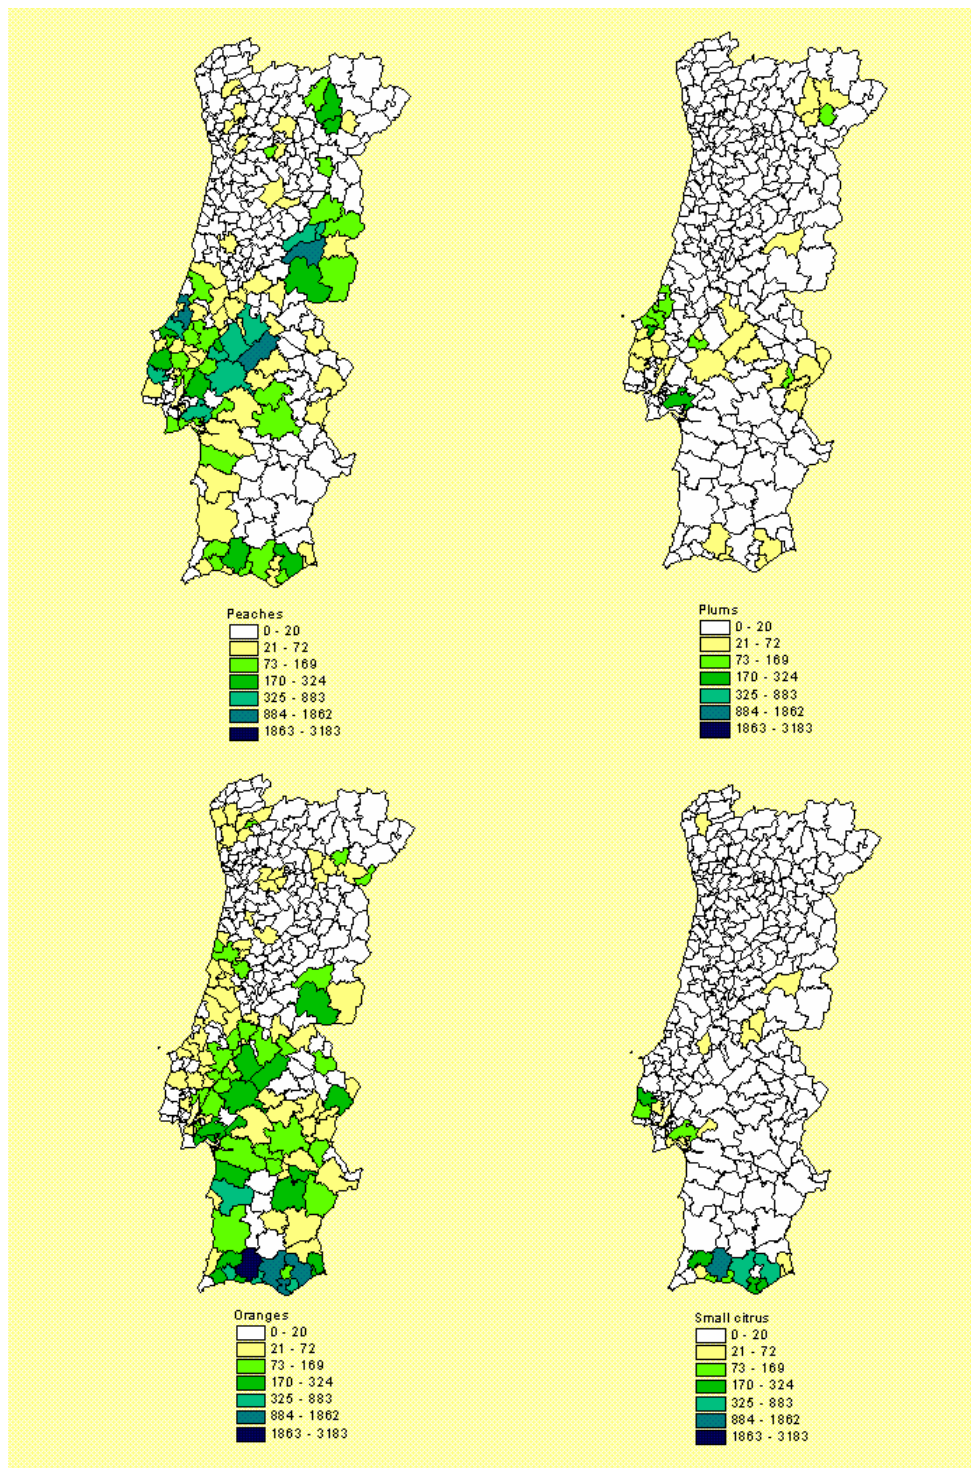 Peaches
0 - 20
21 - 72
73 - 169
170 - 324
325 - 883
884 - 1862
1863 - 3183
Plums
0 - 20
21 - 72
73 - 169
170 - 324
325 - 883
884 - 1862
1863 - 3183
Oranges
0 - 20
21 - 72
73 - 169
170 - 324
325 - 883
884 - 1862
1863 - 3183
Small citrus
0 - 20
21 - 72
73 - 169
170 - 324
325 - 883
884 - 1862
1863 - 3183